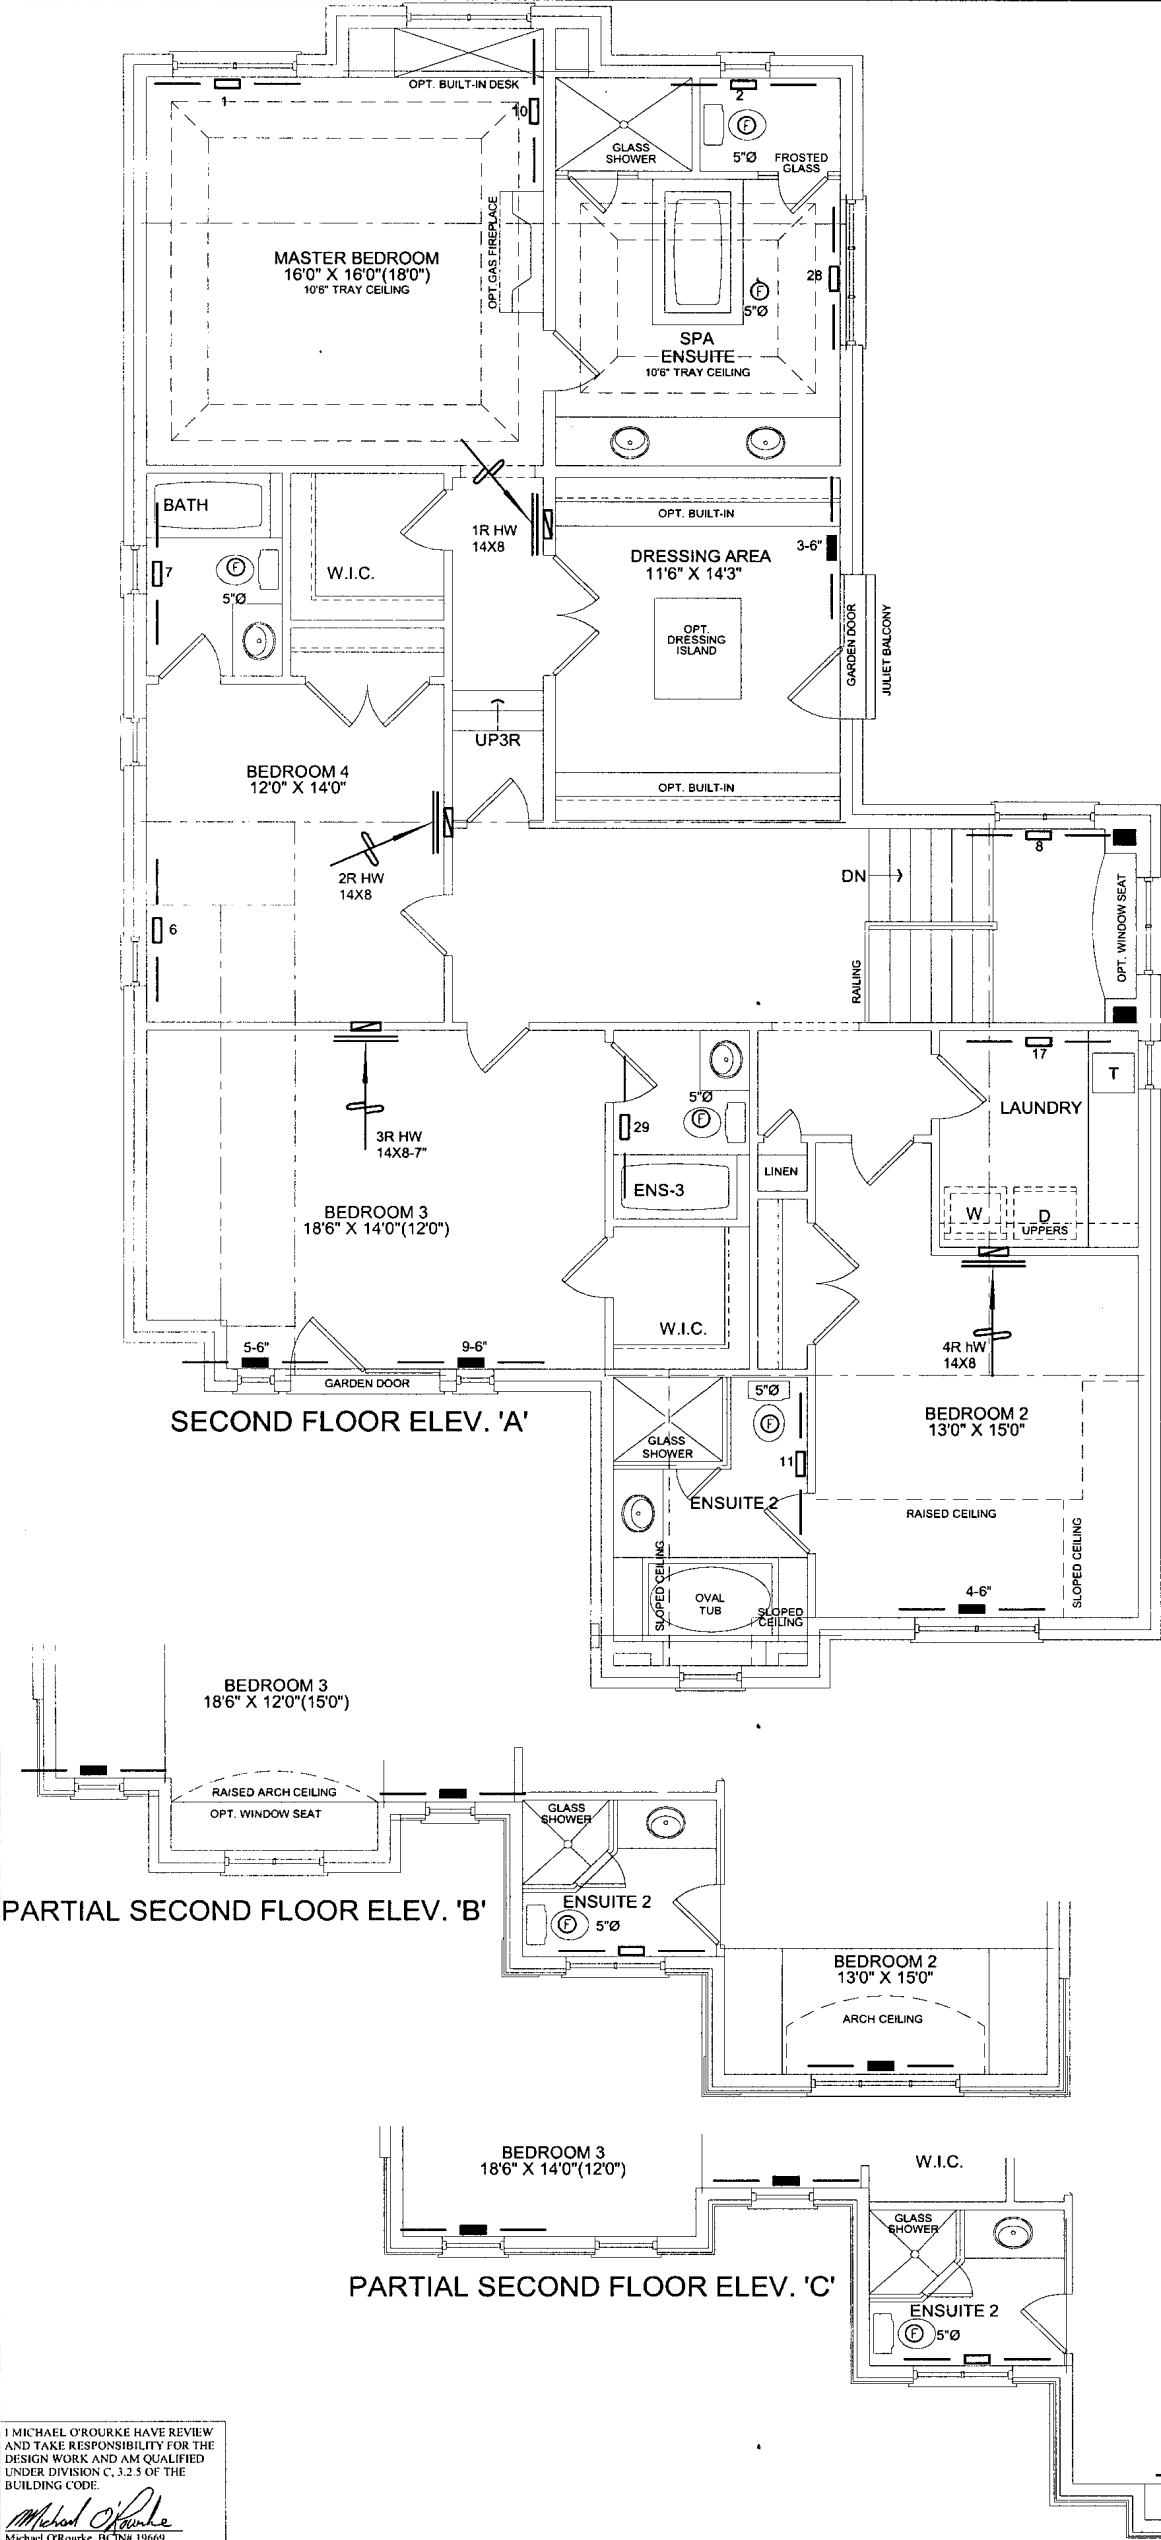 OPT. BUILT-IN DESK
1
10
2
GLASS
SHOWER
F
5"Ø
FROSTED
GLASS
MASTER BEDROOM
16'0" X 16'0"(18'0")
10'6" TRAY CEILING
OPT GAS FIREPLACE
28
F
5"Ø
SPA
ENSUITE
10'6" TRAY CEILING
BATH
7
F
5"Ø
W.I.C.
1R HW
14X8
OPT. BUILT-IN
3-6"
DRESSING AREA
11'6" X 14'3"
OPT.
DRESSING
ISLAND
GARDEN DOOR
JULIET BALCONY
UP3R
BEDROOM 4
12'0" X 14'0"
OPT. BUILT-IN
2R HW
14X8
6
DN
8
OPT. WINDOW SEAT
RAILING
17
T
LAUNDRY
5"Ø
F
29
3R HW
14X8-7"
ENS-3
LINEN
W
D
UPPERS
BEDROOM 3
18'6" X 14'0"(12'0")
W.I.C.
5-6"
9-6"
GARDEN DOOR
4R hW
14X8
SECOND FLOOR ELEV. 'A'
5"Ø
F
GLASS
SHOWER
11
BEDROOM 2
13'0" X 15'0"
ENSUITE 2
RAISED CEILING
SLOPED CEILING
SLOPED CEILING
OVAL
TUB
SLOPED
CEILING
4-6"
BEDROOM 3
18'6" X 12'0"(15'0")
RAISED ARCH CEILING
OPT. WINDOW SEAT
GLASS
SHOWER
PARTIAL SECOND FLOOR ELEV. 'B'
ENSUITE 2
F
5"Ø
BEDROOM 2
13'0" X 15'0"
ARCH CEILING
BEDROOM 3
18'6" X 14'0"(12'0")
W.I.C.
GLASS
SHOWER
PARTIAL SECOND FLOOR ELEV. 'C'
ENSUITE 2
F
5"Ø
I MICHAEL O'ROURKE HAVE REVIEW
AND TAKE RESPONSIBILITY FOR THE
DESIGN WORK AND AM QUALIFIED
UNDER DIVISION C, 3.2.5 OF THE
BUILDING CODE.
Michael O'Rourke
Michael O'Rourke, BCIN# 19669